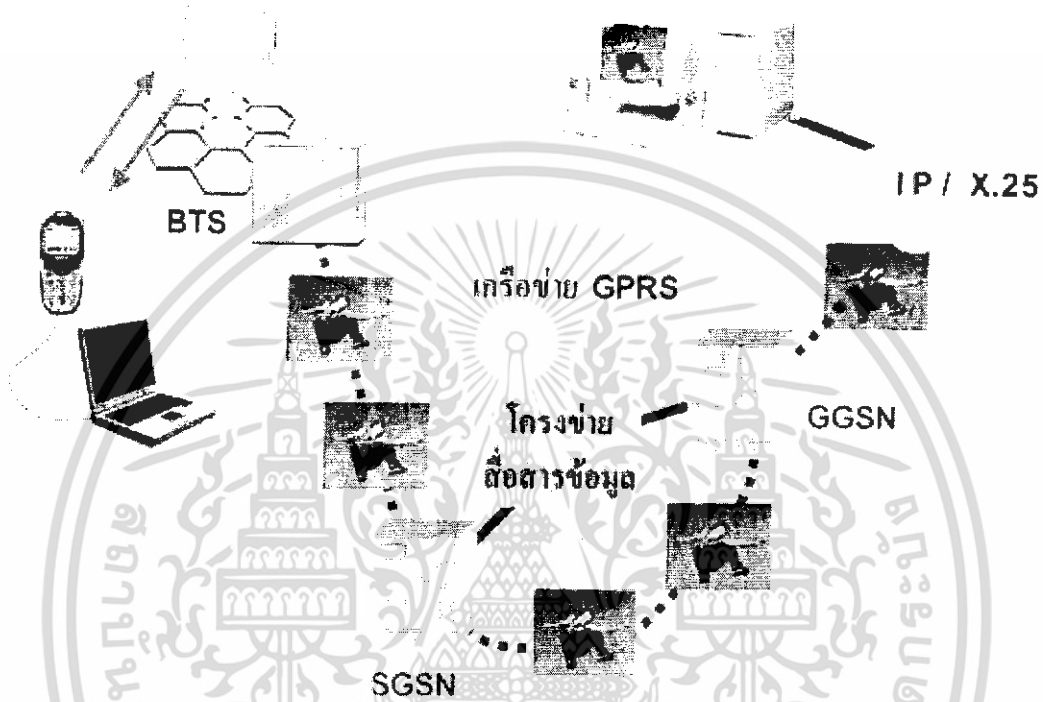 IP / X.25
BTS
เครือข่าย GPRS
โครงข่าย
สื่อสารข้อมูล
GGSN
SGSN